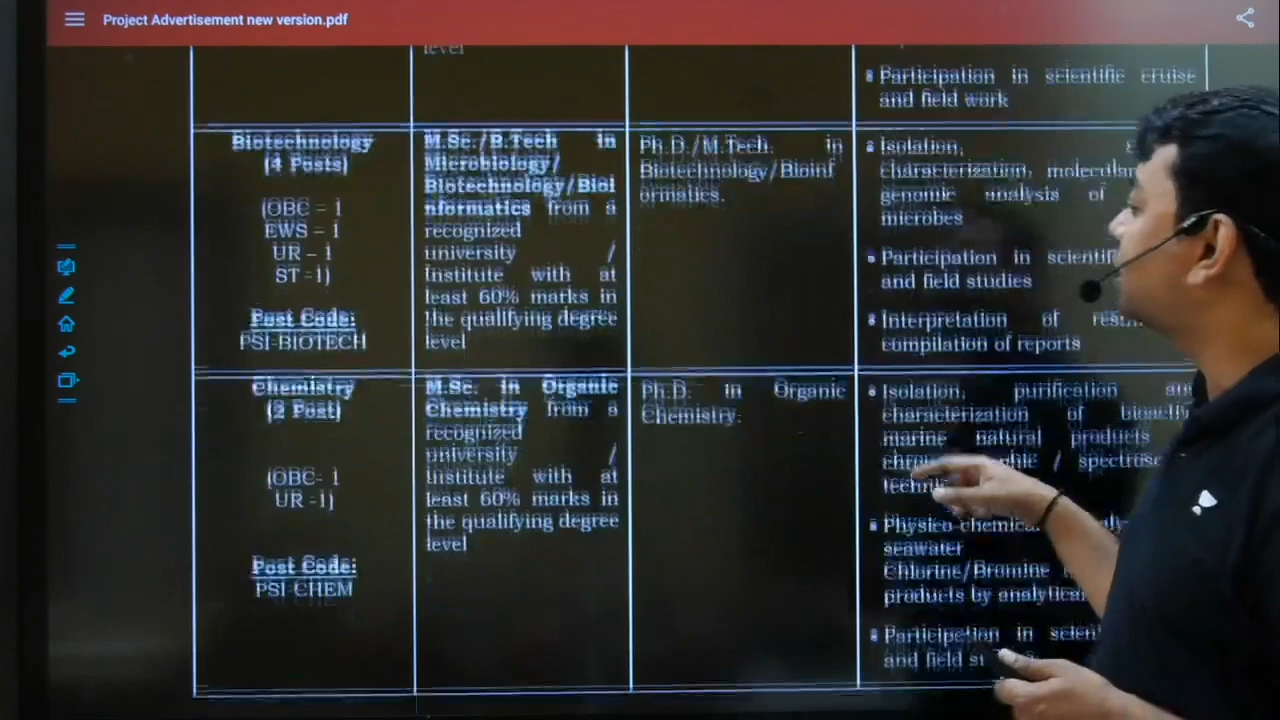 Project Advertisement new version.pdf
level
Participation in scientific cruise
and field work
Biotechnology
(4 Posts)
(OBC = 1
EWS = 1
UR – 1
ST =1)
Post Code:
PSI-BIOTECH
M.Sc./B.Tech in
Microbiology/
Biotechnology/Bioi
nformatics from a
recognized
university /
Institute with at
least 60% marks in
the qualifying degree
level
Ph.D./M.Tech. in
Biotechnology/Bioinf
ormatics.
Isolation,
characterization, molecular
genomic analysis of
microbes
Participation in
and field studies
Interpretation of
compilation of reports
Chemistry
(2 Post)
(OBC- 1
UR -1)
Post Code:
PSI-CHEM
M.Sc. in Organic
Chemistry from a
recognized
university /
Institute with at
least 60% marks in
the qualifying degree
level
Ph.D. in Organic
Chemistry.
Isolation, purification
characterization of
marine natural products
/
Physico-chemical
seawater
Chlorine/Bromine
products by analytical
Participation in
and field